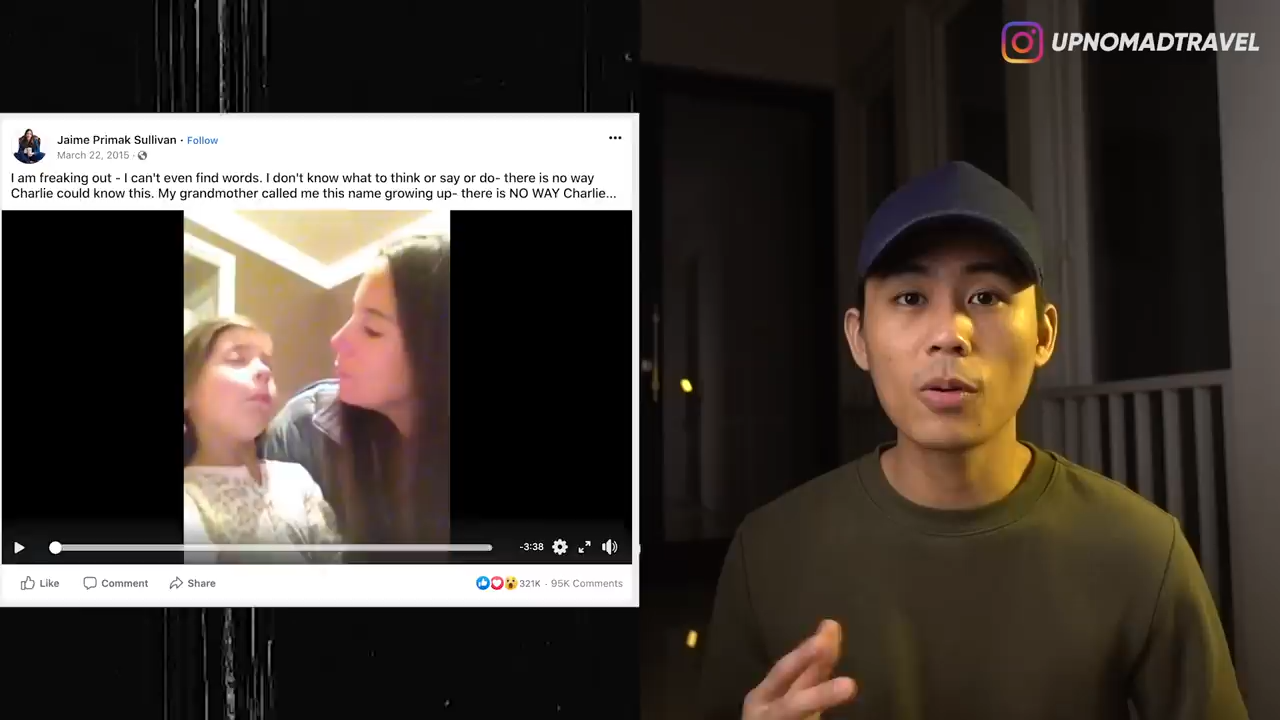 UPNOMADTRAVEL
Jaime Primak Sullivan · Follow
March 22, 2015 ·
I am freaking out - I can't even find words. I don't know what to think or say or do- there is no way
Charlie could know this. My grandmother called me this name growing up- there is NO WAY Charlie...
-3:38
Like Comment Share 321K · 95K Comments